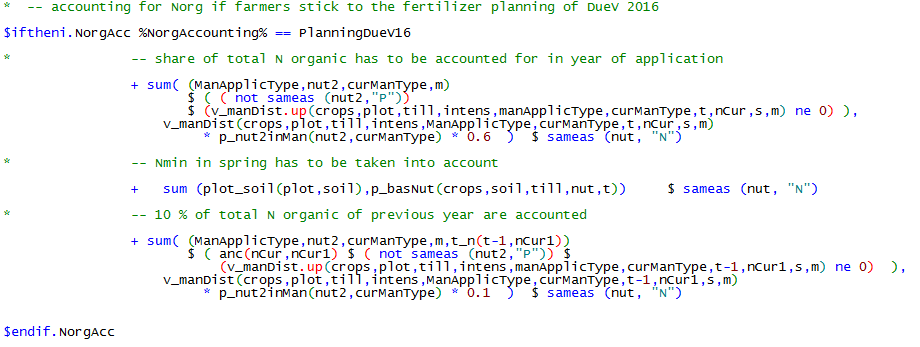 *  -- accounting for Norg if farmers stick to the fertilizer planning of DueV 2016
$iftheni.NorgAcc %NorgAccounting% == PlanningDueV16
*               -- share of total N organic has to be accounted for in year of application
+ sum( (ManApplicType,nut2,curManType,m)
$ ( ( not sameas (nut2,"P"))
$ (v_manDist.up(crops,plot,till,intens,manApplicType,curManType,t,nCur,s,m) ne 0) ),
v_manDist(crops,plot,till,intens,ManApplicType,curManType,t,nCur,s,m)
* p_nut2inMan(nut2,curManType) * 0.6  )  $ sameas (nut, "N")
*               -- Nmin in spring has to be taken into account
+   sum (plot_soil(plot,soil),p_basNut(crops,soil,till,nut,t))     $ sameas (nut, "N")
*               -- 10 % of total N organic of previous year are accounted
+ sum( (ManApplicType,nut2,curManType,m,t_n(t-1,nCur1))
$ ( anc(nCur,nCur1) $ ( not sameas (nut2,"P")) $
(v_manDist.up(crops,plot,till,intens,manApplicType,curManType,t-1,nCur1,s,m) ne 0)  ),
v_manDist(crops,plot,till,intens,ManApplicType,curManType,t-1,nCur1,s,m)
* p_nut2inMan(nut2,curManType) * 0.1  )  $ sameas (nut, "N")
$endif.NorgAcc